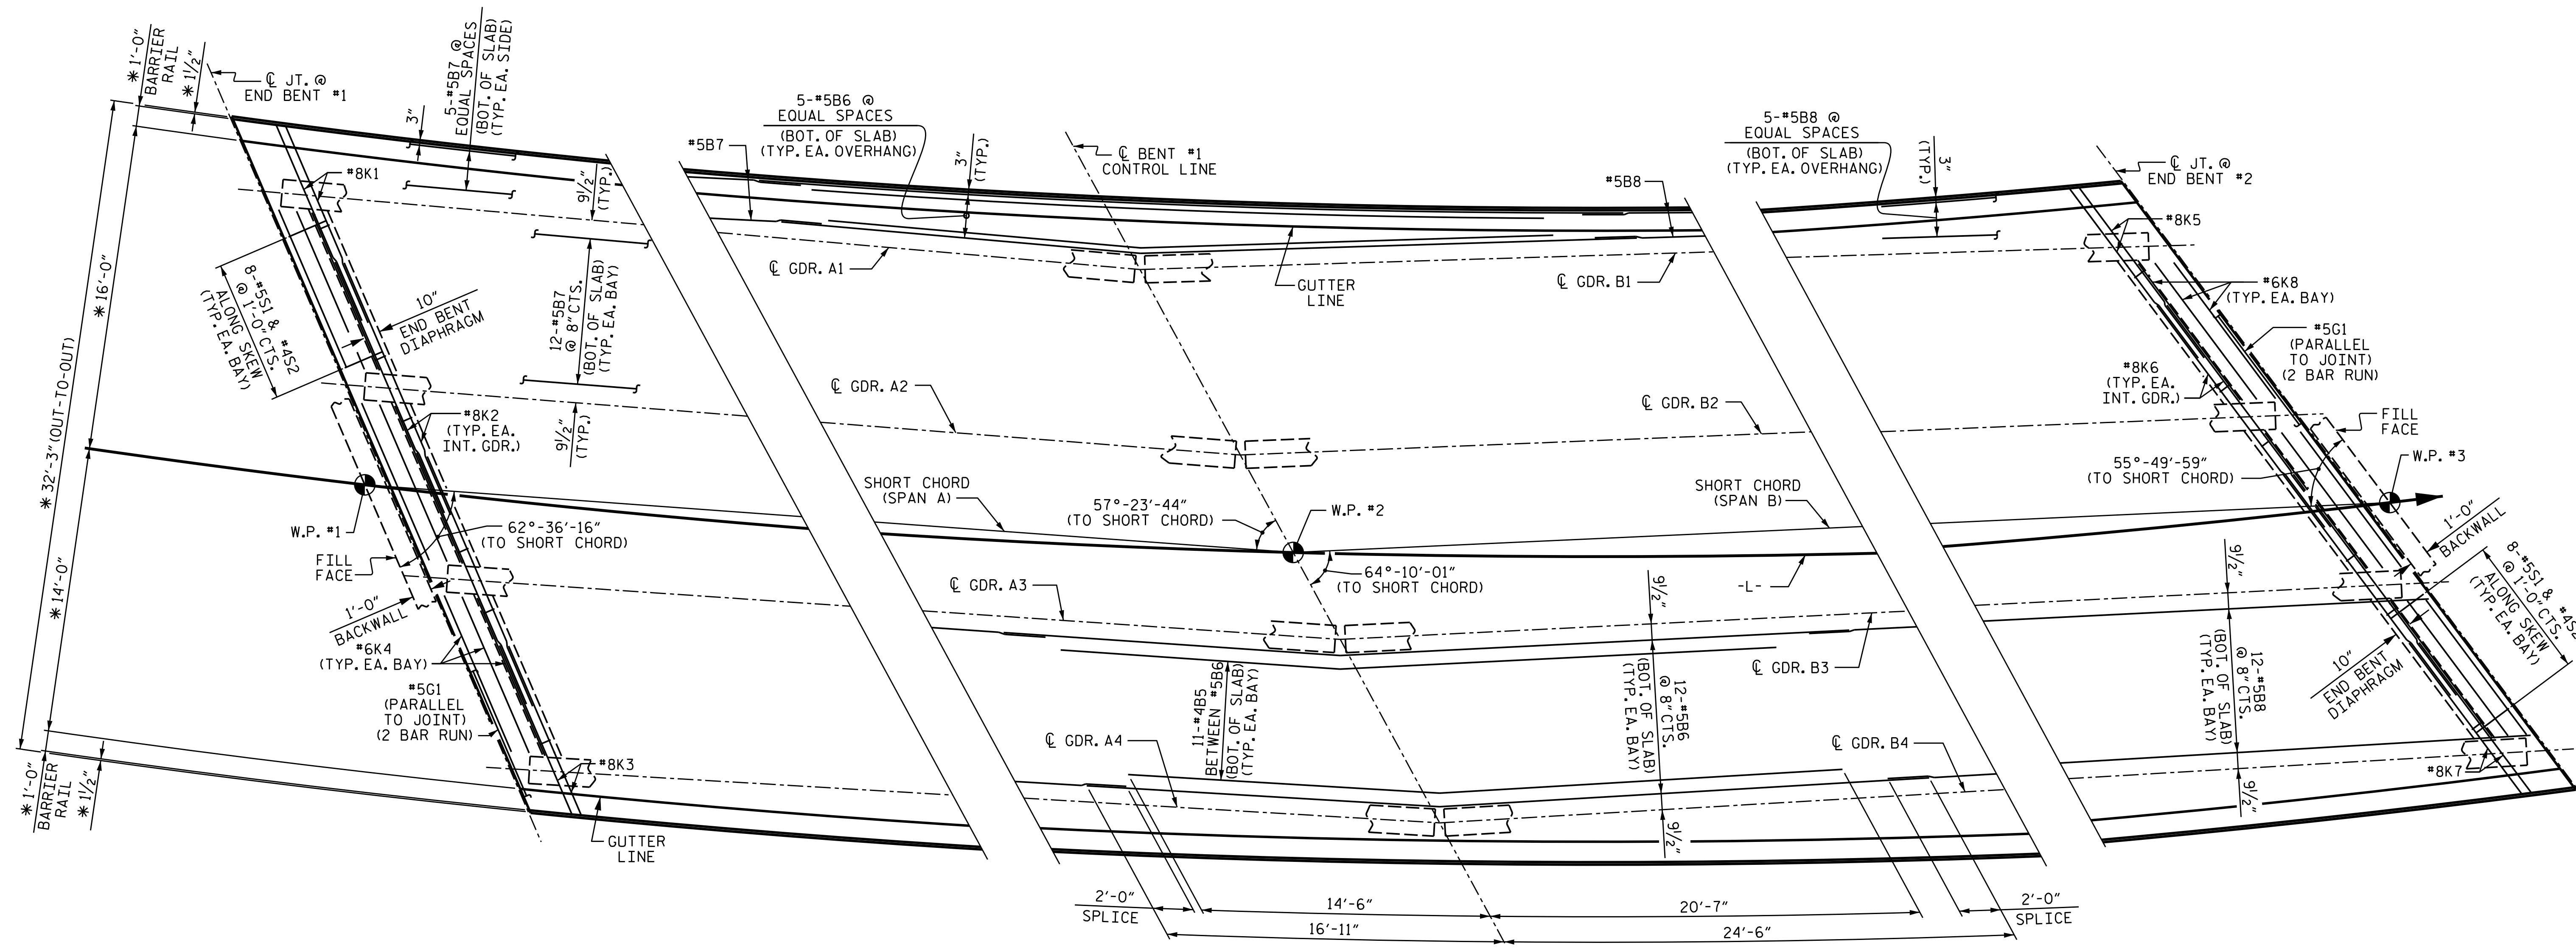 * 1'-0"
BARRIER
RAIL
* 1½"
℄ JT. @
END BENT #1
5-#5B7 @
EQUAL SPACES
(BOT. OF SLAB)
(TYP. EA. SIDE)
3"
5-#5B6 @
EQUAL SPACES
(BOT. OF SLAB)
(TYP. EA. OVERHANG)
#5B7
3"
(TYP.)
℄ BENT #1
CONTROL LINE
5-#5B8 @
EQUAL SPACES
(BOT. OF SLAB)
(TYP. EA. OVERHANG)
#5B8
3"
(TYP.)
℄ JT. @
END BENT #2
#8K1
9½"
(TYP.)
#8K5
* 16'-0"
* 32'-3" (OUT-TO-OUT)
* 14'-0"
8-#5S1 & #4S2
@ 1'-0" CTS.
ALONG SKEW
(TYP. EA. BAY)
10"
END BENT
DIAPHRAGM
12-#5B7
@ 8" CTS.
(BOT. OF SLAB)
(TYP. EA. BAY)
9½"
(TYP.)
℄ GDR. A1
GUTTER
LINE
℄ GDR. B1
#6K8
(TYP. EA. BAY)
#5G1
(PARALLEL
TO JOINT)
(2 BAR RUN)
#8K6
(TYP. EA.
INT. GDR.)
℄ GDR. A2
℄ GDR. B2
#8K2
(TYP. EA.
INT. GDR.)
FILL
FACE
SHORT CHORD
(SPAN A)
57°-23'-44"
(TO SHORT CHORD)
W.P. #2
SHORT CHORD
(SPAN B)
55°-49'-59"
(TO SHORT CHORD)
W.P. #3
W.P. #1
62°-36'-16"
(TO SHORT CHORD)
FILL
FACE
1'-0"
BACKWALL
64°-10'-01"
(TO SHORT CHORD)
-L-
1'-0"
BACKWALL
8-#5S1 & #4S2
@ 1'-0" CTS.
ALONG SKEW
(TYP. EA. BAY)
℄ GDR. A3
9½"
9½"
#6K4
(TYP. EA. BAY)
#5G1
(PARALLEL
TO JOINT)
(2 BAR RUN)
11-#4B5
BETWEEN #5B6
(BOT. OF SLAB)
(TYP. EA. BAY)
12-#5B6
@ 8" CTS.
(BOT. OF SLAB)
(TYP. EA. BAY)
℄ GDR. B3
12-#5B8
@ 8" CTS.
(BOT. OF SLAB)
(TYP. EA. BAY)
10"
END BENT
DIAPHRAGM
℄ GDR. A4
℄ GDR. B4
#8K3
#8K7
9½"
9½"
* 1'-0"
BARRIER
RAIL
* 1½"
GUTTER
LINE
2'-0"
SPLICE
14'-6"
20'-7"
2'-0"
SPLICE
16'-11"
24'-6"